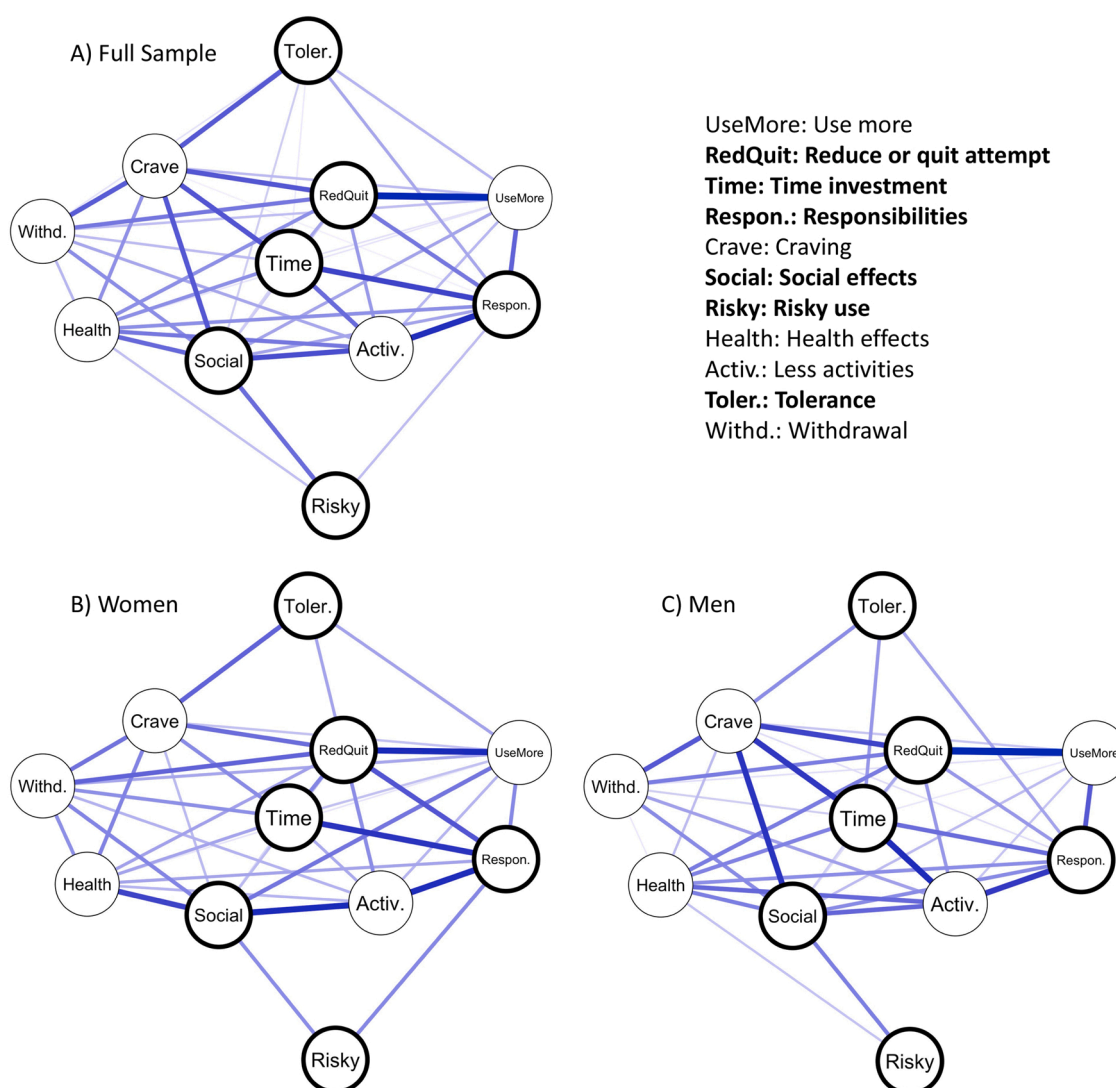 A) Full Sample
Toler.
Crave
RedQuit
UseMore
Withd.
Time
Respon.
Health
Social
Activ.
Risky
UseMore: Use more
RedQuit: Reduce or quit attempt
Time: Time investment
Respon.: Responsibilities
Crave: Craving
Social: Social effects
Risky: Risky use
Health: Health effects
Activ.: Less activities
Toler.: Tolerance
Withd.: Withdrawal
B) Women
Toler.
Crave
RedQuit
UseMore
Withd.
Time
Respon.
Health
Social
Activ.
Risky
C) Men
Toler.
Crave
RedQuit
UseMore
Withd.
Time
Respon.
Health
Social
Activ.
Risky